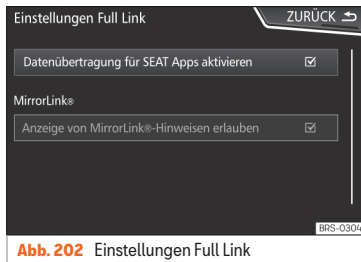 Einstellungen Full Link
ZURÜCK
Datenübertragung für SEAT Apps aktivieren
MirrorLink®
Anzeige von MirrorLink®-Hinweisen erlauben
BRS-0304
Abb. 202 Einstellungen Full Link